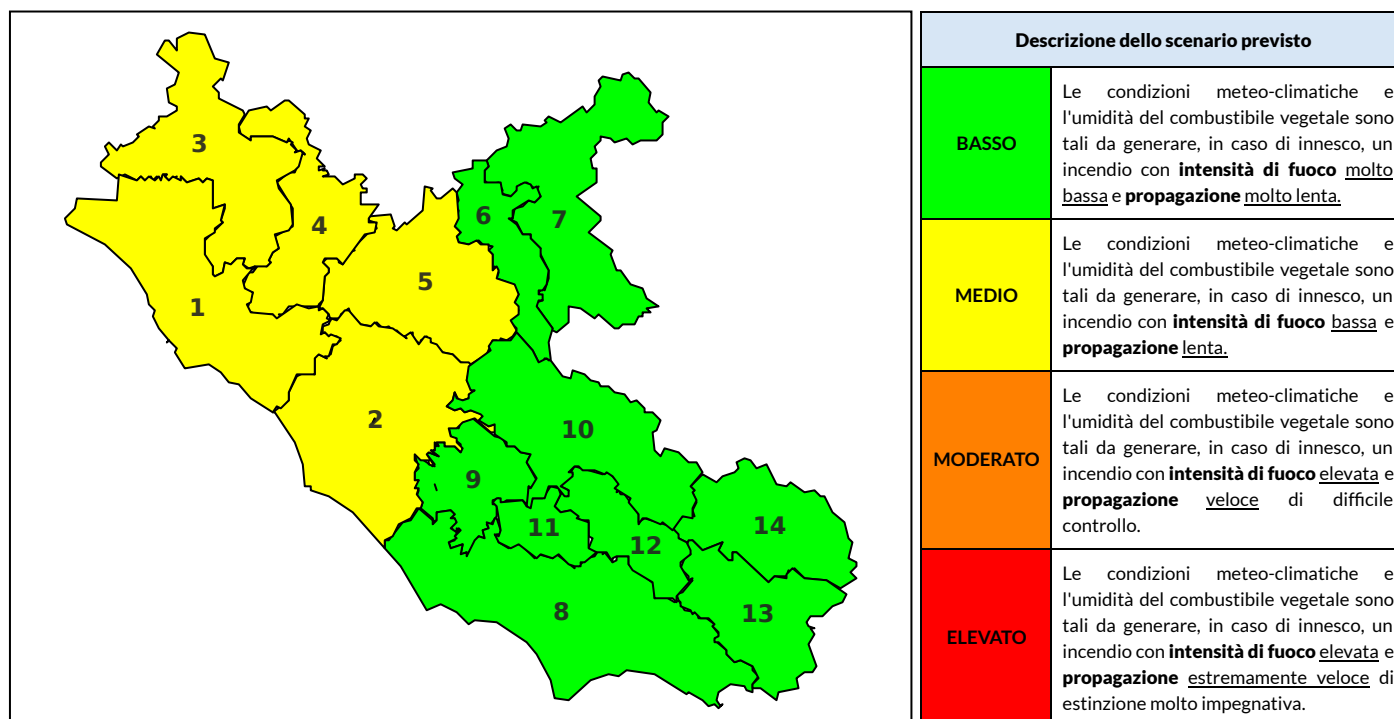 3
6
7
4
5
1
2
10
9
11
12
14
8
13
Descrizione dello scenario previsto
BASSO
Le condizioni meteo-climatiche e
l'umidità del combustibile vegetale sono
tali da generare, in caso di innesco, un
incendio con intensità di fuoco molto
bassa e propagazione molto lenta.
MEDIO
Le condizioni meteo-climatiche e
l'umidità del combustibile vegetale sono
tali da generare, in caso di innesco, un
incendio con intensità di fuoco bassa e
propagazione lenta.
MODERATO
Le condizioni meteo-climatiche e
l'umidità del combustibile vegetale sono
tali da generare, in caso di innesco, un
incendio con intensità di fuoco elevata e
propagazione veloce di difficile
controllo.
ELEVATO
Le condizioni meteo-climatiche e
l'umidità del combustibile vegetale sono
tali da generare, in caso di innesco, un
incendio con intensità di fuoco elevata e
propagazione estremamente veloce di
estinzione molto impegnativa.